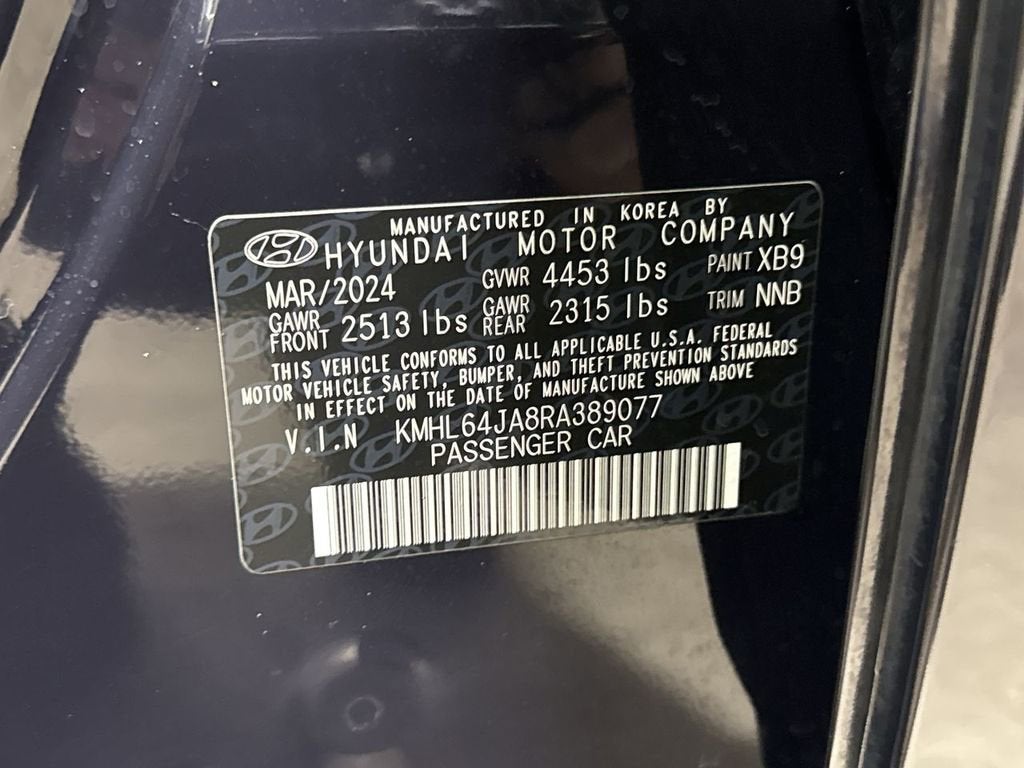 MANUFACTURED IN KOREA BY
HYUNDAI MOTOR COMPANY
MAR/2024 GVWR 4453 lbs PAINT XB9
GAWR FRONT 2513 lbs GAWR REAR 2315 lbs TRIM NNB
THIS VEHICLE CONFORMS TO ALL APPLICABLE U.S.A. FEDERAL
MOTOR VEHICLE SAFETY, BUMPER, AND THEFT PREVENTION STANDARDS
IN EFFECT ON THE DATE OF MANUFACTURE SHOWN ABOVE
V.I.N KMHL64JA8RA389077
PASSENGER CAR